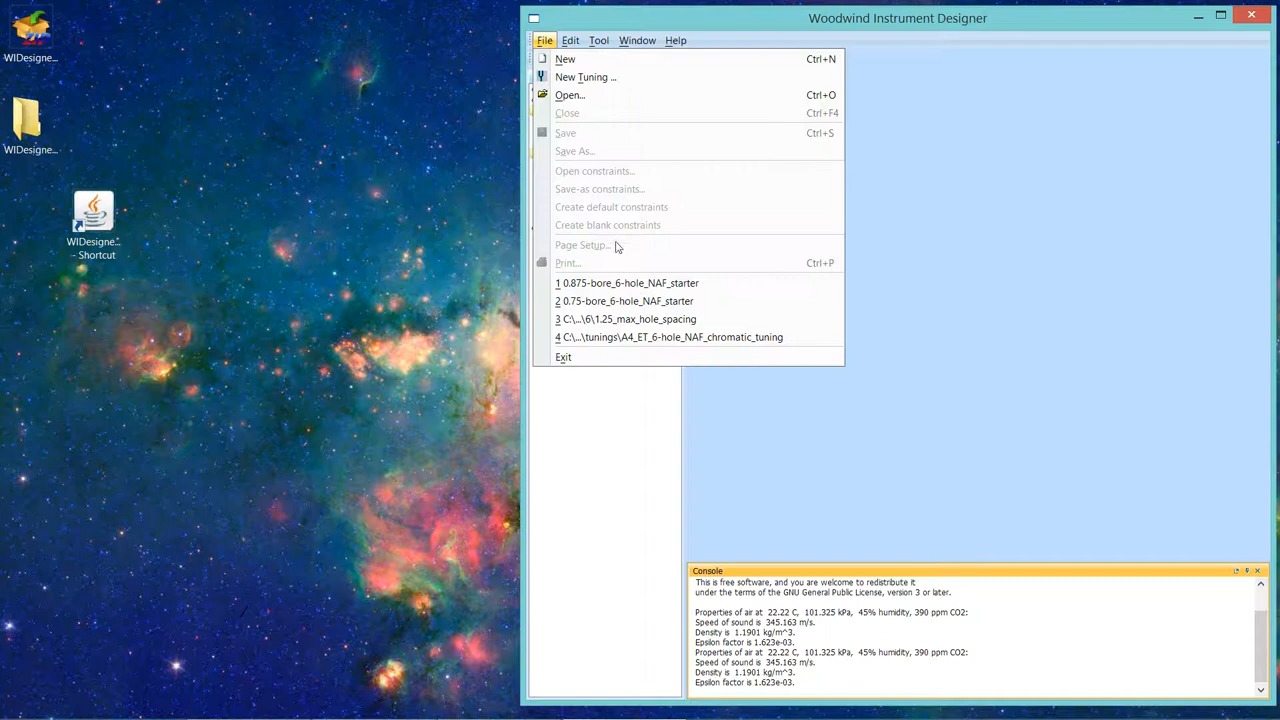 WIDesigne...
WIDesigne...
WIDesigne...
- Shortcut
Woodwind Instrument Designer
File Edit Tool Window Help
New Ctrl+N
New Tuning ...
Open... Ctrl+O
Close Ctrl+F4
Save Ctrl+S
Save As...
Open constraints...
Save-as constraints...
Create default constraints
Create blank constraints
Page Setup...
Print... Ctrl+P
1 0.875-bore_6-hole_NAF_starter
2 0.75-bore_6-hole_NAF_starter
3 C:\...\6\1.25_max_hole_spacing
4 C:\...\tunings\A4_ET_6-hole_NAF_chromatic_tuning
Exit
Console
This is free software, and you are welcome to redistribute it
under the terms of the GNU General Public License, version 3 or later.
Properties of air at 22.22 C, 101.325 kPa, 45% humidity, 390 ppm CO2:
Speed of sound is 345.163 m/s.
Density is 1.1901 kg/m^3.
Epsilon factor is 1.623e-03.
Properties of air at 22.22 C, 101.325 kPa, 45% humidity, 390 ppm CO2:
Speed of sound is 345.163 m/s.
Density is 1.1901 kg/m^3.
Epsilon factor is 1.623e-03.